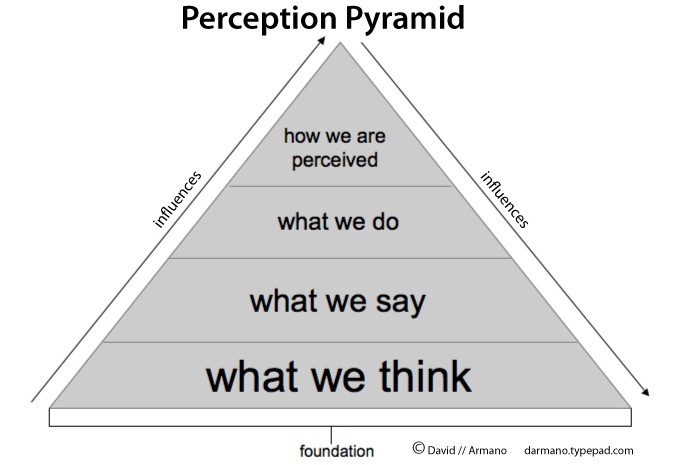 Perception Pyramid
how we are
perceived
influences
influences
what we do
what we say
what we think
foundation
© David // Armano darmano.typepad.com